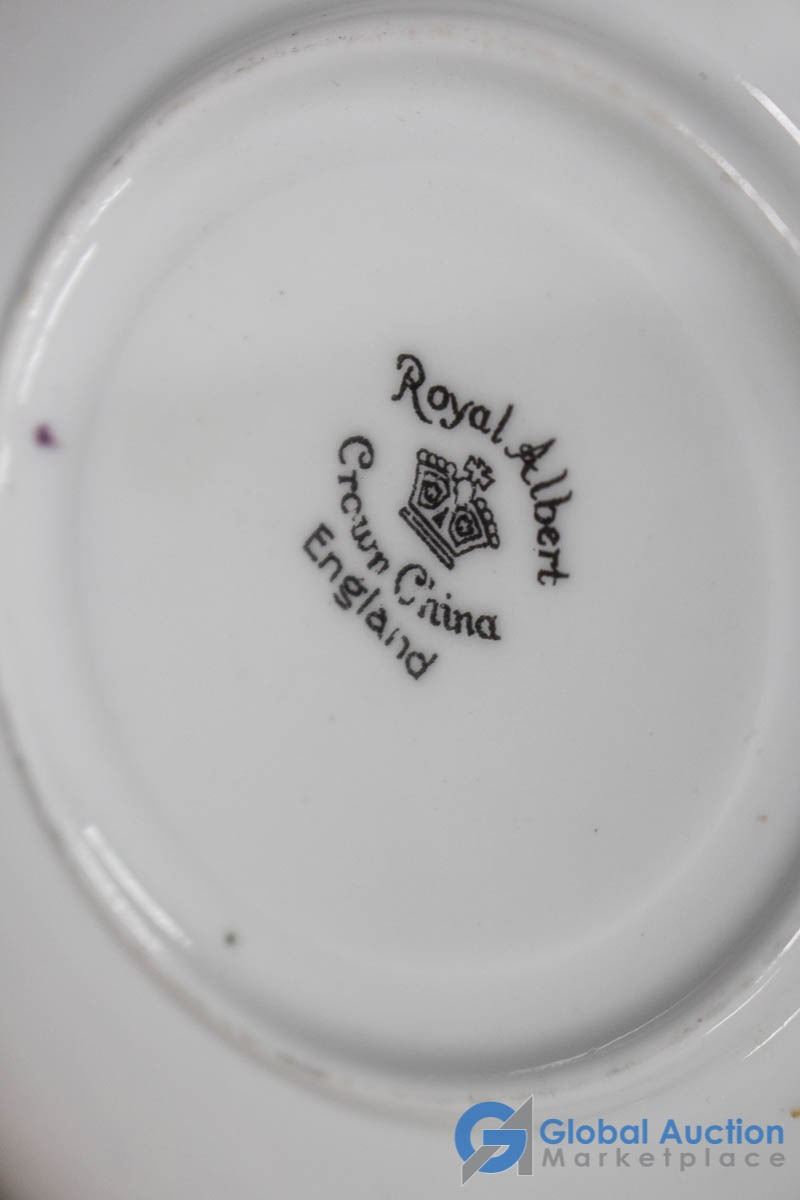 Royal Albert
Crown China
England
Global Auction
Marketplace